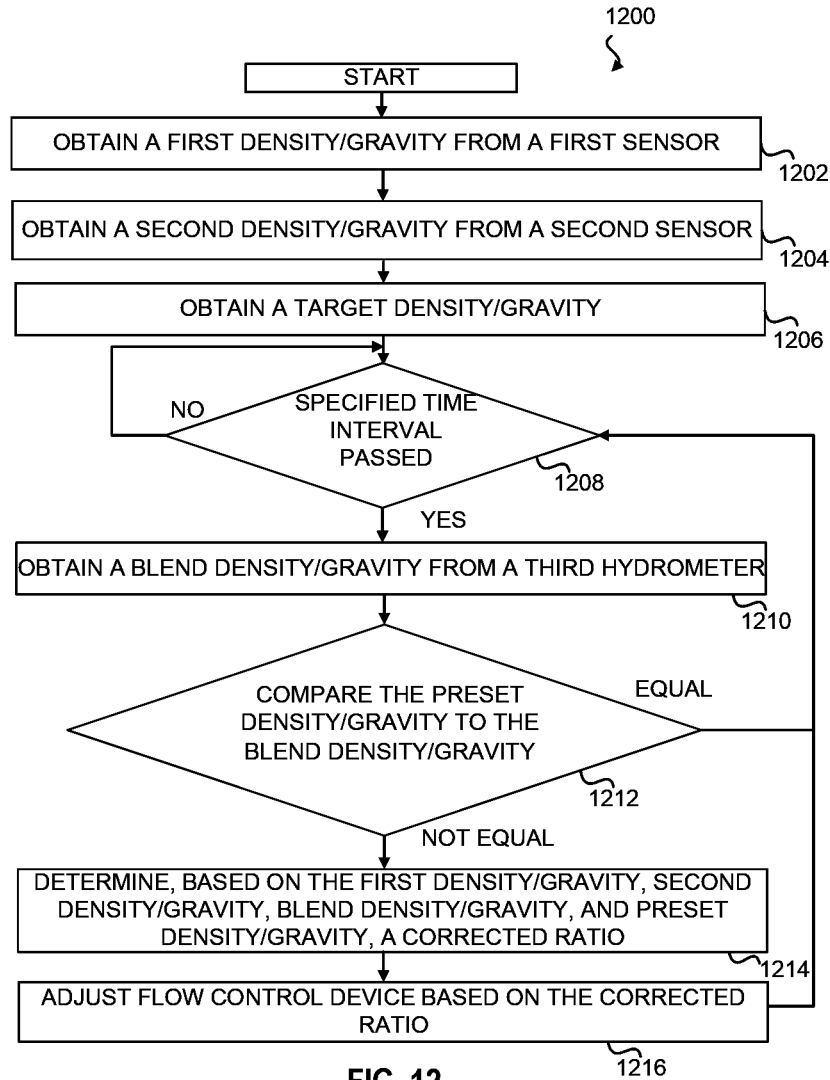 1200
START
OBTAIN A FIRST DENSITY/GRAVITY FROM A FIRST SENSOR
1202
OBTAIN A SECOND DENSITY/GRAVITY FROM A SECOND SENSOR
1204
OBTAIN A TARGET DENSITY/GRAVITY
1206
NO
SPECIFIED TIME
INTERVAL
PASSED
1208
YES
OBTAIN A BLEND DENSITY/GRAVITY FROM A THIRD HYDROMETER
1210
COMPARE THE PRESET
DENSITY/GRAVITY TO THE
BLEND DENSITY/GRAVITY
EQUAL
1212
NOT EQUAL
DETERMINE, BASED ON THE FIRST DENSITY/GRAVITY, SECOND
DENSITY/GRAVITY, BLEND DENSITY/GRAVITY, AND PRESET
DENSITY/GRAVITY, A CORRECTED RATIO
1214
ADJUST FLOW CONTROL DEVICE BASED ON THE CORRECTED
RATIO
1216
FIG. 12